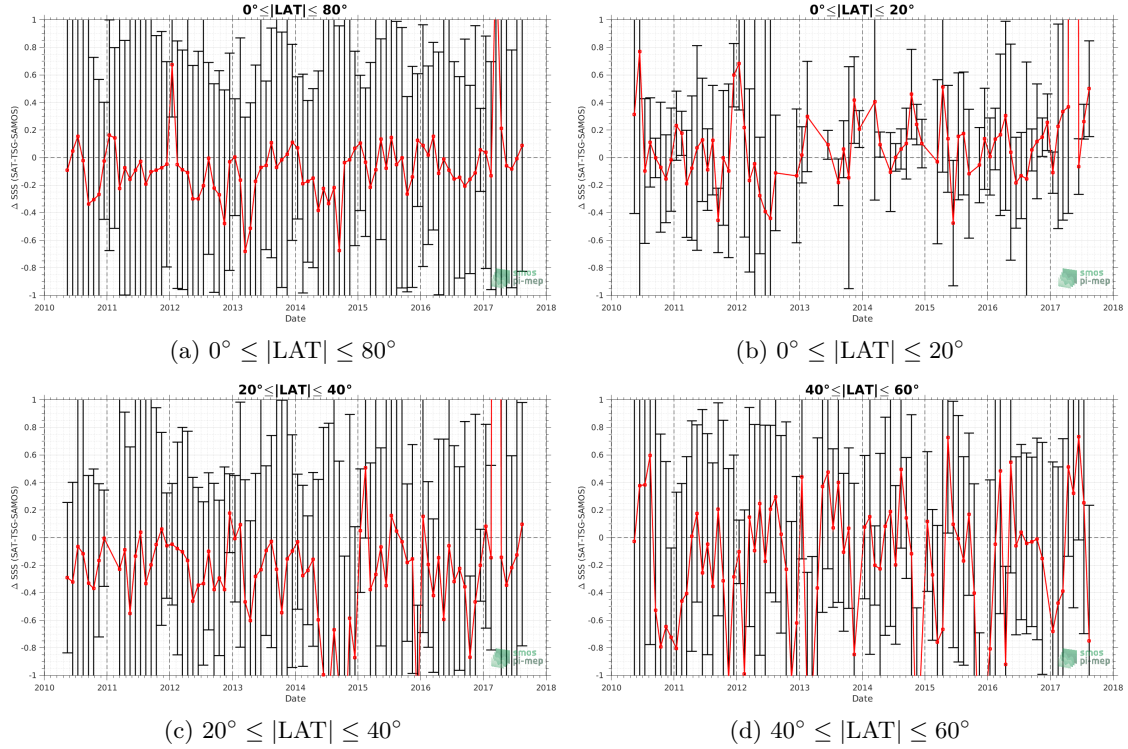 0°≤|LAT|≤ 80°
Δ SSS (SAT-TSG-SAMOS)
1
0.8
0.6
0.4
0.2
0
-0.2
-0.4
-0.6
-0.8
-1
smos
pi-mep
2010 2011 2012 2013 2014 2015 2016 2017 2018
Date
(a) 0° ≤ |LAT| ≤ 80°
0°≤|LAT|≤ 20°
Δ SSS (SAT-TSG-SAMOS)
1
0.8
0.6
0.4
0.2
0
-0.2
-0.4
-0.6
-0.8
-1
smos
pi-mep
2010 2011 2012 2013 2014 2015 2016 2017 2018
Date
(b) 0° ≤ |LAT| ≤ 20°
20°≤|LAT|≤ 40°
Δ SSS (SAT-TSG-SAMOS)
1
0.8
0.6
0.4
0.2
0
-0.2
-0.4
-0.6
-0.8
-1
smos
pi-mep
2010 2011 2012 2013 2014 2015 2016 2017 2018
Date
(c) 20° ≤ |LAT| ≤ 40°
40°≤|LAT|≤ 60°
Δ SSS (SAT-TSG-SAMOS)
1
0.8
0.6
0.4
0.2
0
-0.2
-0.4
-0.6
-0.8
-1
smos
pi-mep
2010 2011 2012 2013 2014 2015 2016 2017 2018
Date
(d) 40° ≤ |LAT| ≤ 60°